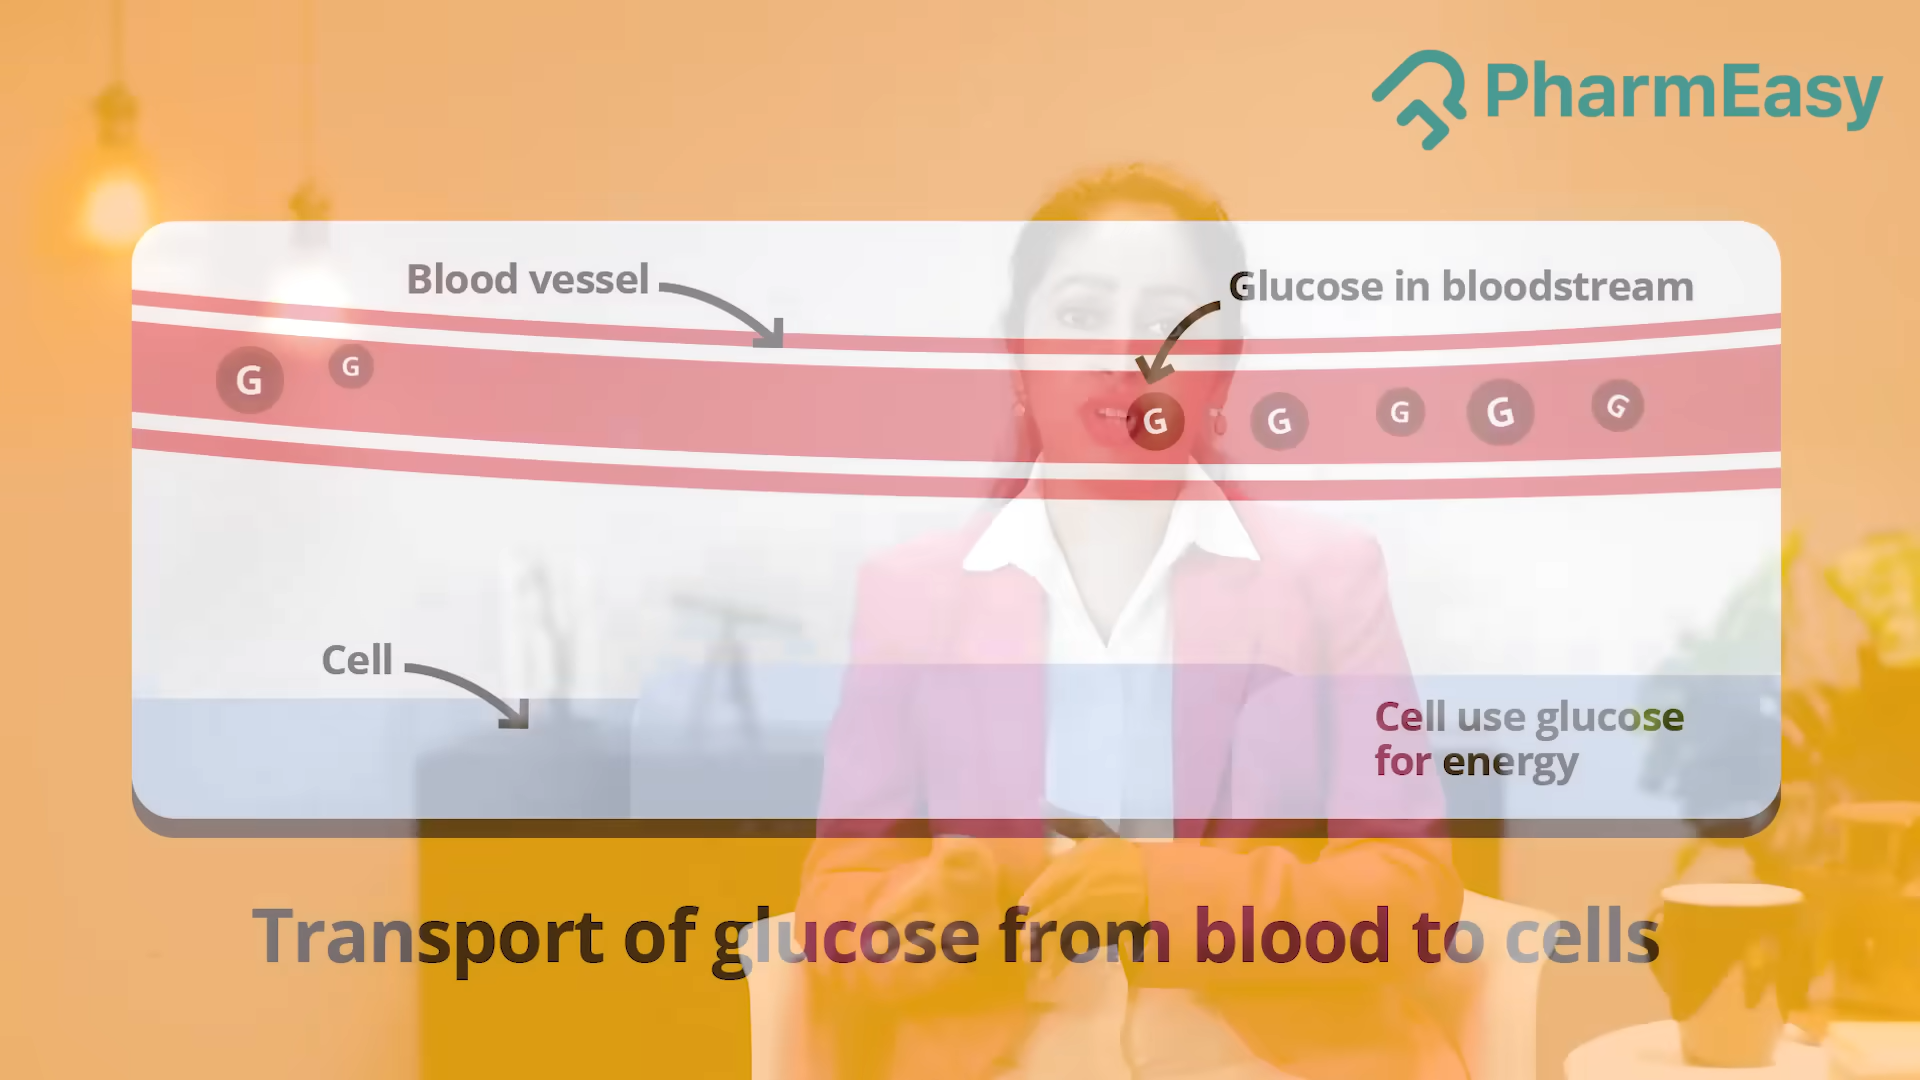 PharmEasy
Blood vessel
Glucose in bloodstream
G G G G G G G
Cell
Cell use glucose
for energy
Transport of glucose from blood to cells